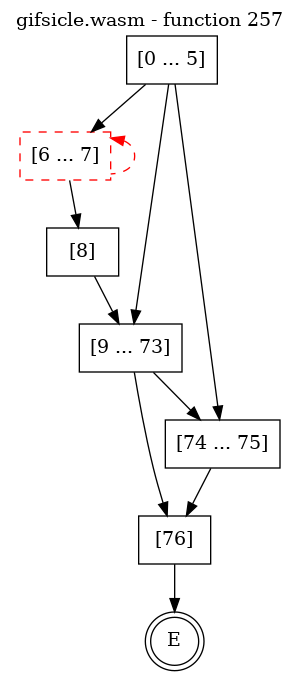 gifsicle.wasm - function 257
[0 ... 5]
[6 ... 7]
[8]
[9 ... 73]
[74 ... 75]
[76]
E